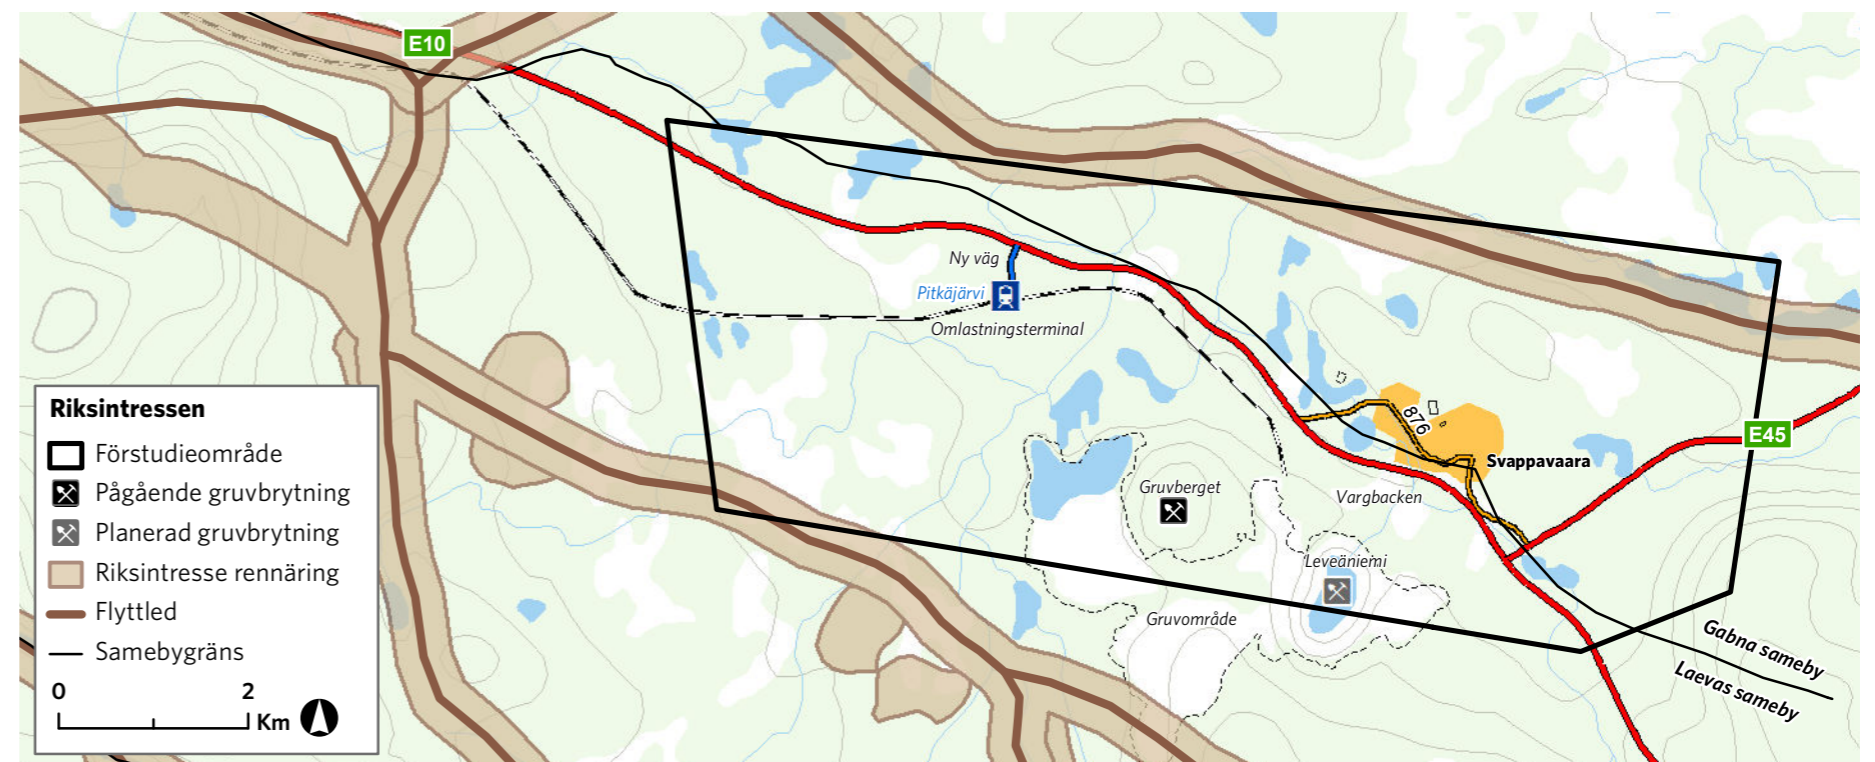 E10
Ny väg
Pitkäjärvi
Omlastningsterminal
876
E45
Svappavaara
Gruvberget
Vargbacken
Leveäniemi
Gruvområde
Gabna sameby
Laevas sameby
Riksintressen
Förstudieområde
Pågående gruvbrytning
Planerad gruvbrytning
Riksintresse rennäring
Flyttled
Samebygräns
0 2
Km